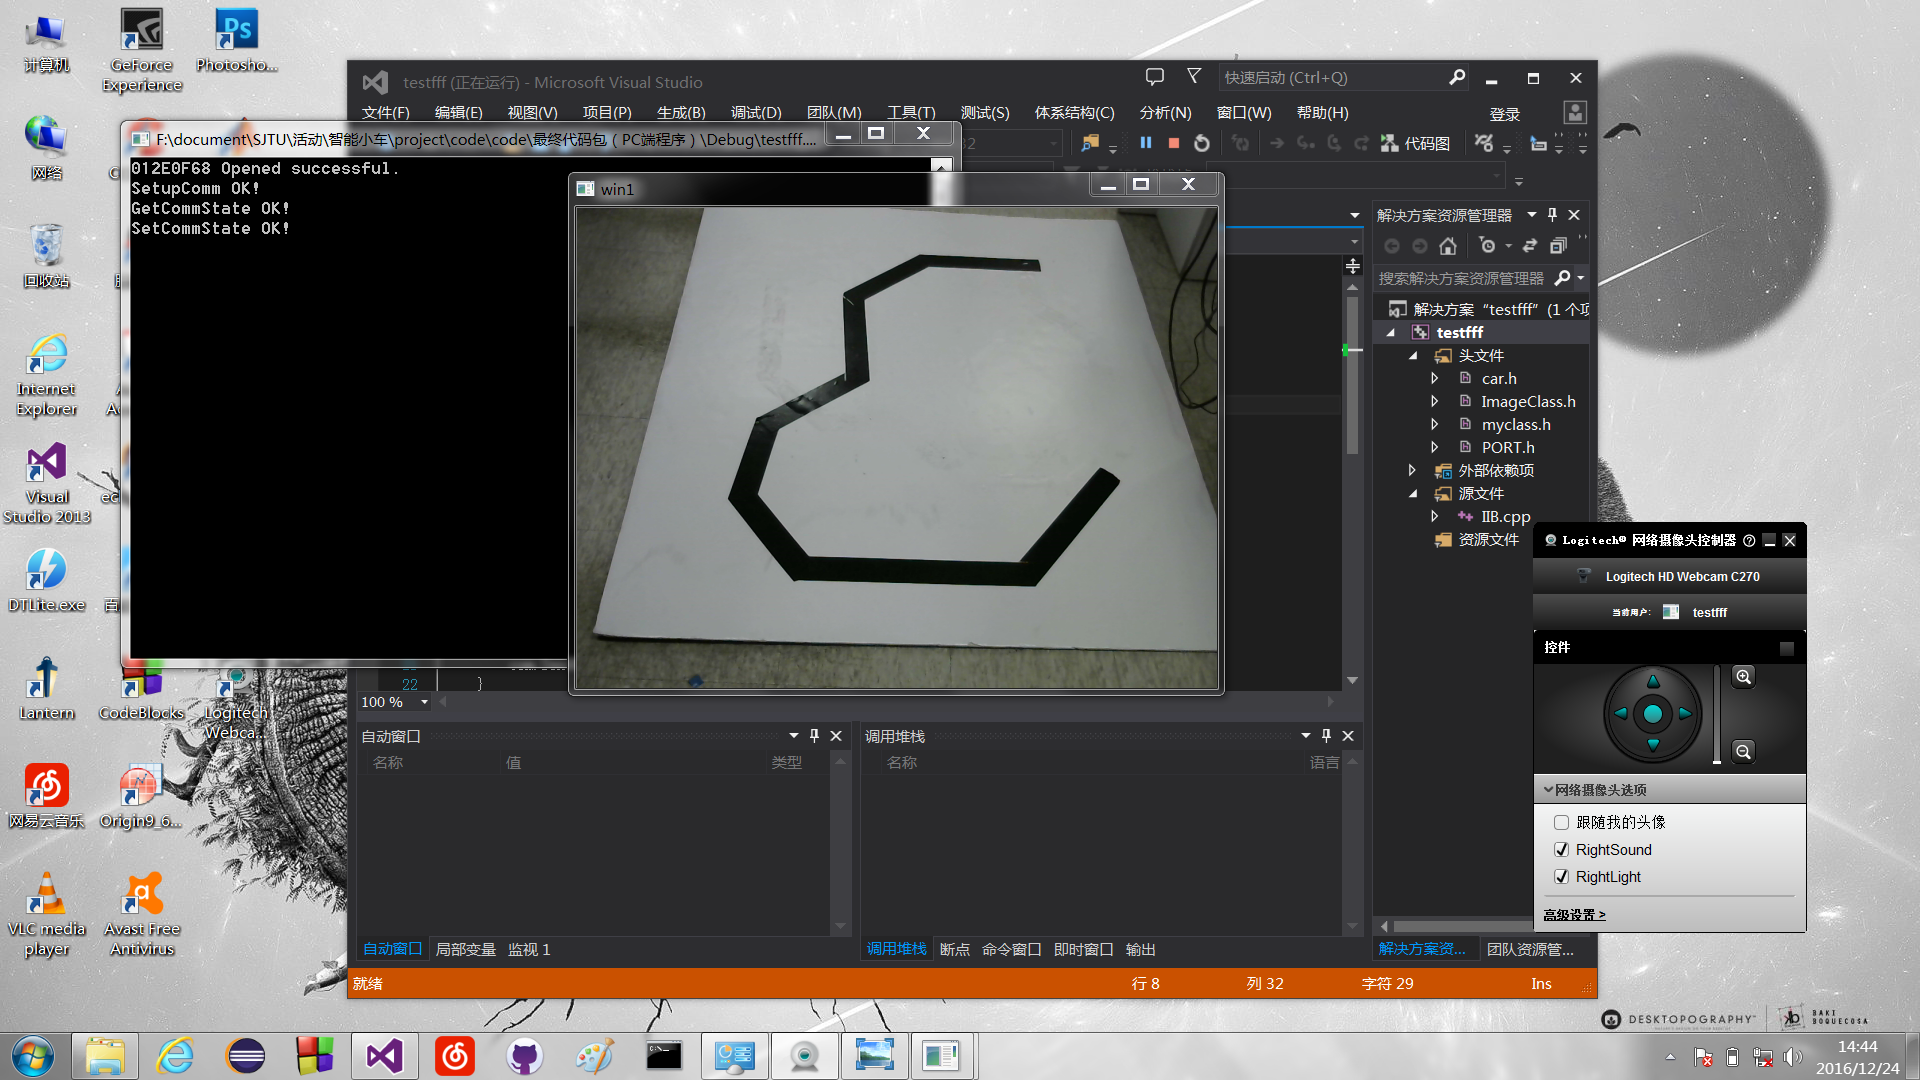 计算机
GeForce
Experience
Photosho...
网络
回收站
Internet
Explorer
Visual
Studio 2013
DTLite.exe
Lantern
CodeBlocks
Logitech
Webca...
网易云音乐
Origin9_6...
VLC media
player
Avast Free
Antivirus
testfff (正在运行) - Microsoft Visual Studio
快速启动 (Ctrl+Q)
文件(F) 编辑(E) 视图(V) 项目(P) 生成(B) 调试(D) 团队(M) 工具(T) 测试(S) 体系结构(C) 分析(N) 窗口(W) 帮助(H)
登录
代码图
F:\document\SJTU\活动\智能小车\project\code\code\最终代码包（PC端程序）\Debug\testfff....
012E0F68 Opened successful.
SetupComm OK!
GetCommState OK!
SetCommState OK!
win1
解决方案资源管理器
搜索解决方案资源管理器
解决方案 "testfff" (1 个项
testfff
头文件
car.h
ImageClass.h
myclass.h
PORT.h
外部依赖项
源文件
IIB.cpp
资源文件
22 }
100 %
自动窗口
名称 值 类型
自动窗口 局部变量 监视 1
调用堆栈
名称 语言
调用堆栈 断点 命令窗口 即时窗口 输出
解决方案资... 团队资源管...
就绪 行 8 列 32 字符 29 Ins
Logitech® 网络摄像头控制器
Logitech HD Webcam C270
当前用户: testfff
控件
网络摄像头选项
跟随我的头像
RightSound
RightLight
高级设置 >
DESKTOPOGRAPHY
BAKI
BOQUECOSA
14:44
2016/12/24